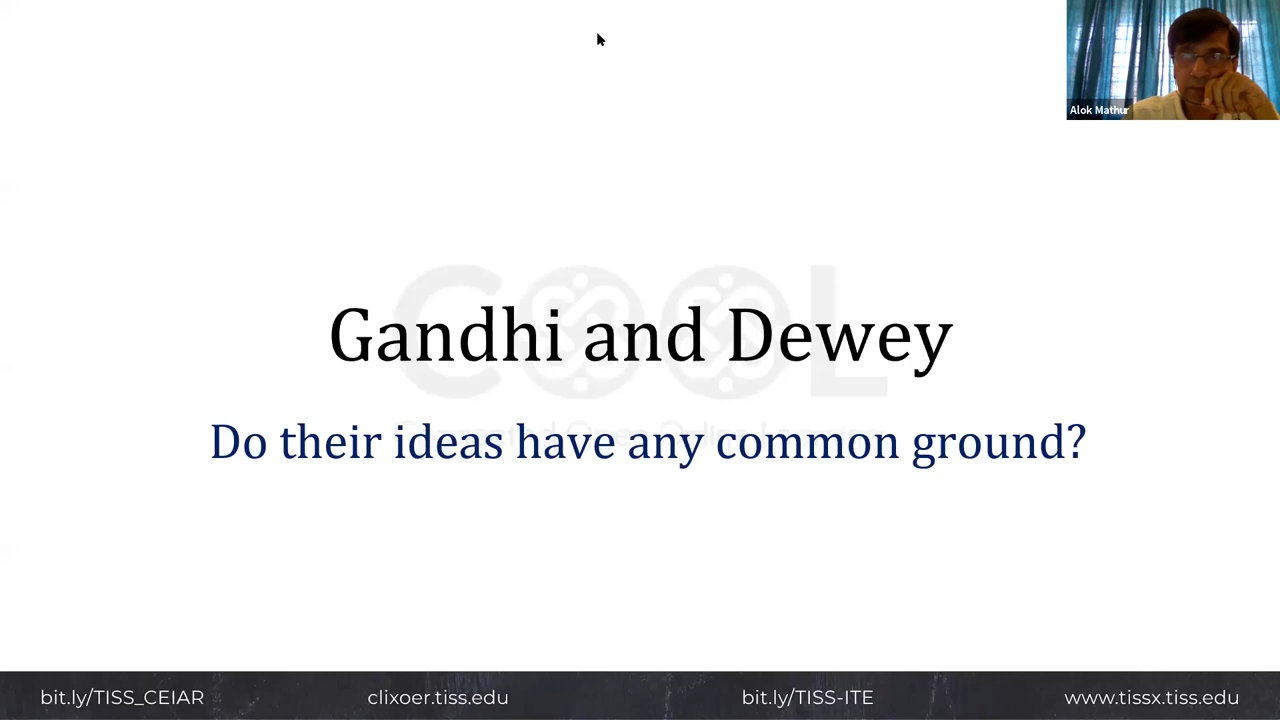 Alok Mathur
COOL
Gandhi and Dewey
Do their ideas have any common ground?
bit.ly/TISS_CEIAR
clixoer.tiss.edu
bit.ly/TISS-ITE
www.tissx.tiss.edu